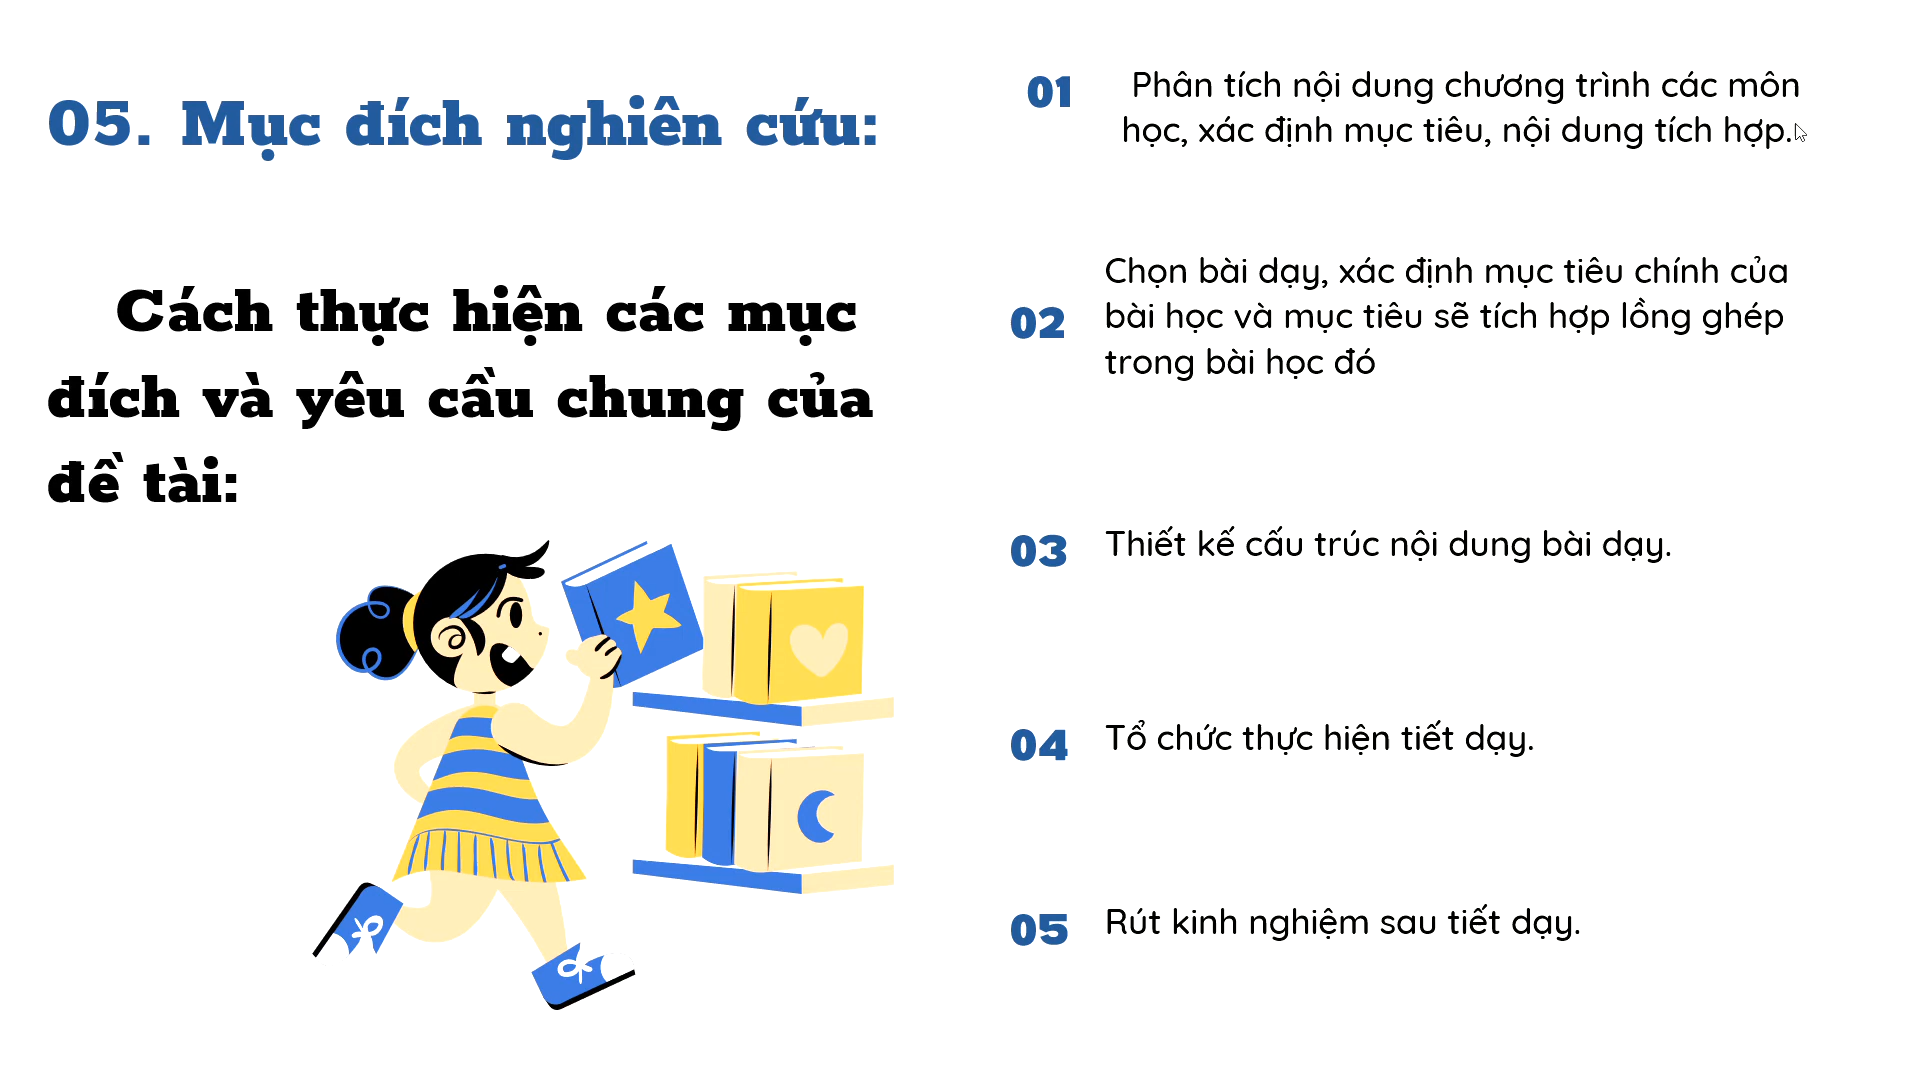 05. Mục đích nghiên cứu:
Cách thực hiện các mục
đích và yêu cầu chung của
đề tài:
01
Phân tích nội dung chương trình các môn
học, xác định mục tiêu, nội dung tích hợp.
02
Chọn bài dạy, xác định mục tiêu chính của
bài học và mục tiêu sẽ tích hợp lồng ghép
trong bài học đó
03
Thiết kế cấu trúc nội dung bài dạy.
04
Tổ chức thực hiện tiết dạy.
05
Rút kinh nghiệm sau tiết dạy.